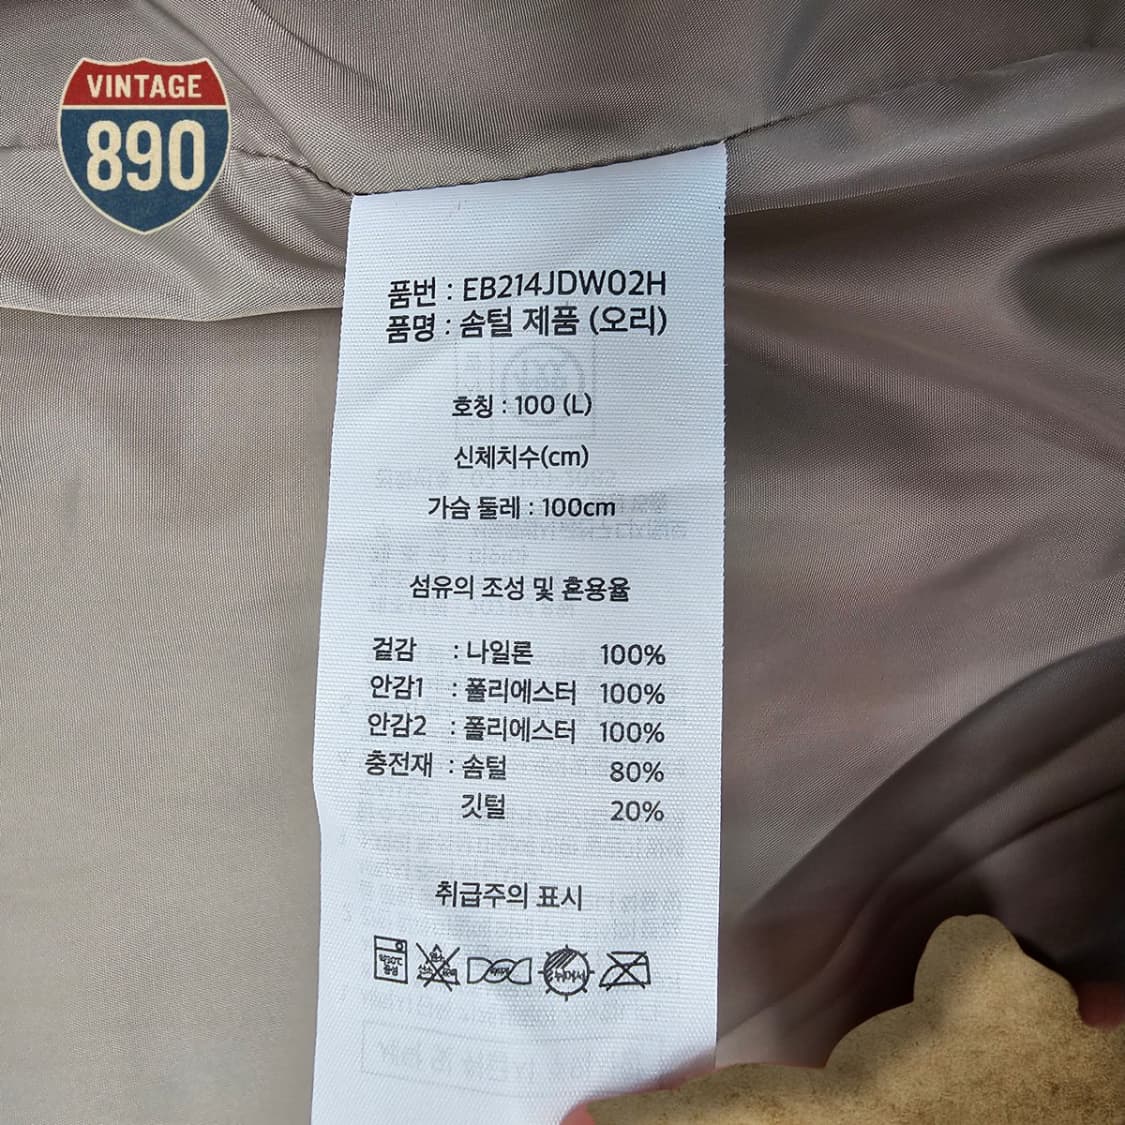 VINTAGE
890
품번 : EB214JDW02H
품명 : 솜털 제품 (오리)
호칭 : 100 (L)
신체치수(cm)
가슴 둘레 : 100cm
섬유의 조성 및 혼용율
겉감 : 나일론 100%
안감1 : 폴리에스터 100%
안감2 : 폴리에스터 100%
충전재 : 솜털 80%
깃털 20%
취급주의 표시